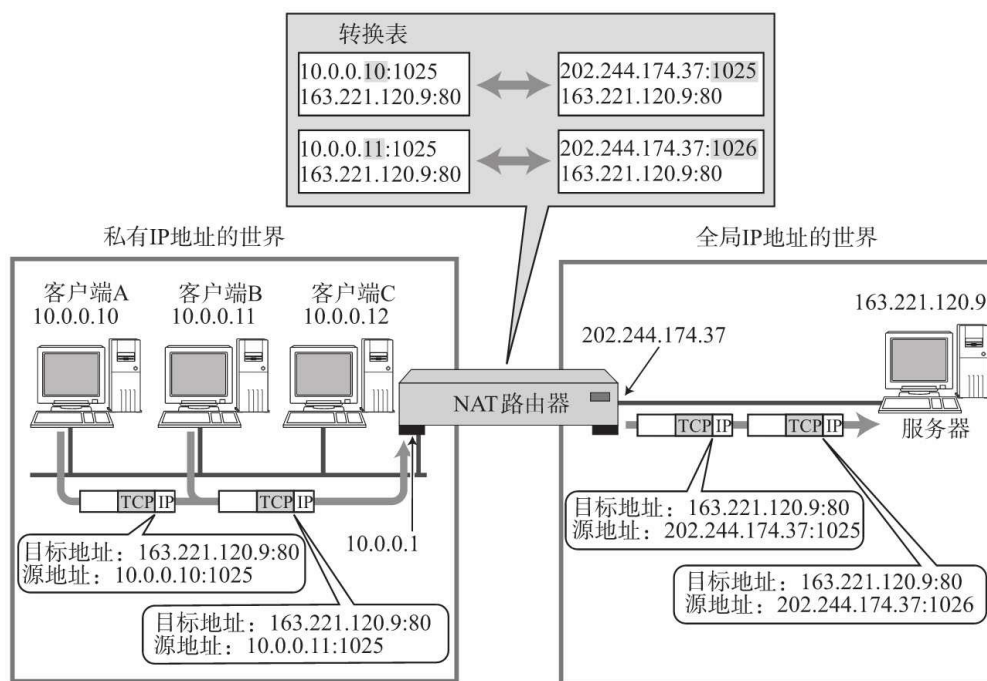 转换表
10.0.0.10:1025
163.221.120.9:80
202.244.174.37:1025
163.221.120.9:80
10.0.0.11:1025
163.221.120.9:80
202.244.174.37:1026
163.221.120.9:80
私有IP地址的世界
全局IP地址的世界
客户端A
10.0.0.10
客户端B
10.0.0.11
客户端C
10.0.0.12
163.221.120.9
202.244.174.37
NAT路由器
服务器
TCP IP
TCP IP
TCP IP
TCP IP
10.0.0.1
目标地址：163.221.120.9:80
源地址：10.0.0.10:1025
目标地址：163.221.120.9:80
源地址：10.0.0.11:1025
目标地址：163.221.120.9:80
源地址：202.244.174.37:1025
目标地址：163.221.120.9:80
源地址：202.244.174.37:1026